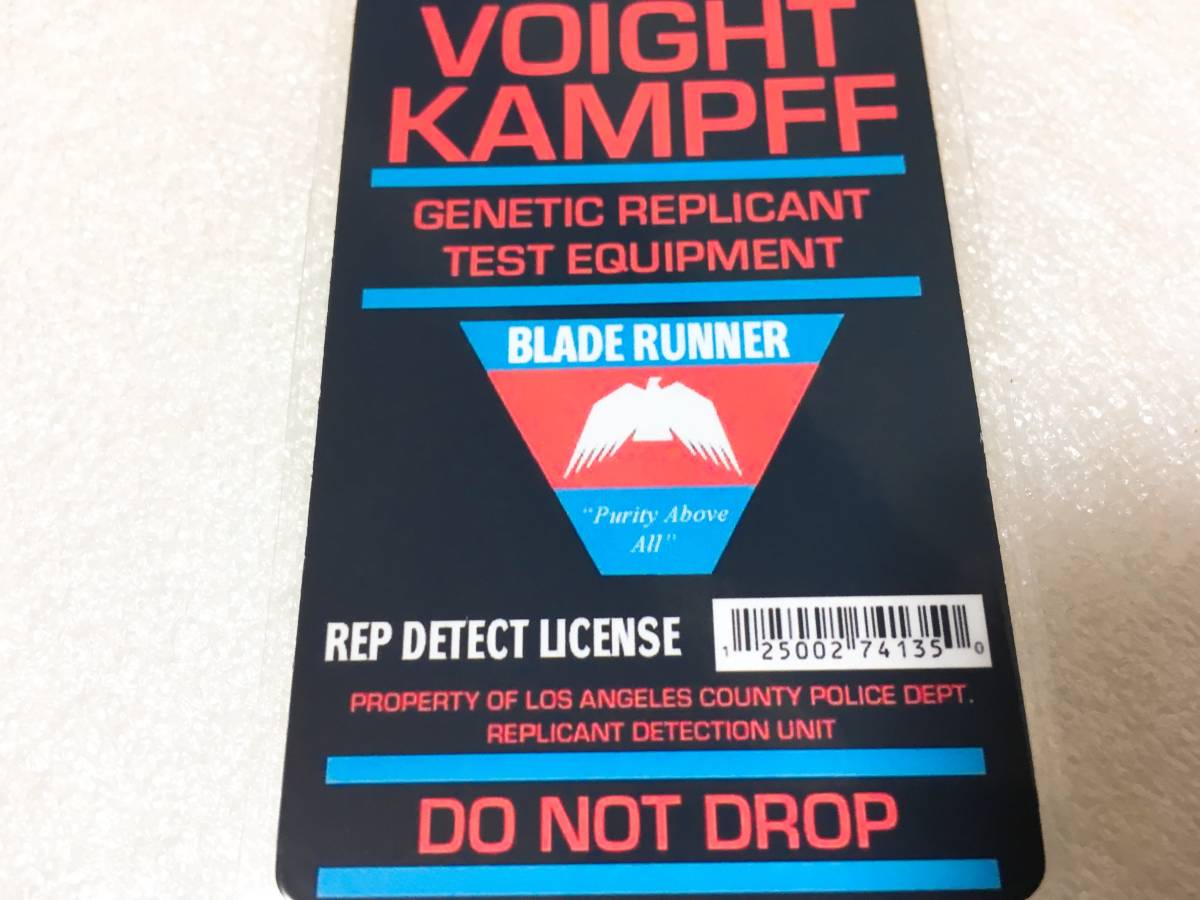 VOIGHT
KAMPFF
GENETIC REPLICANT
TEST EQUIPMENT
BLADE RUNNER
"Purity Above
All"
REP DETECT LICENSE
1 25002 74135 0
PROPERTY OF LOS ANGELES COUNTY POLICE DEPT.
REPLICANT DETECTION UNIT
DO NOT DROP